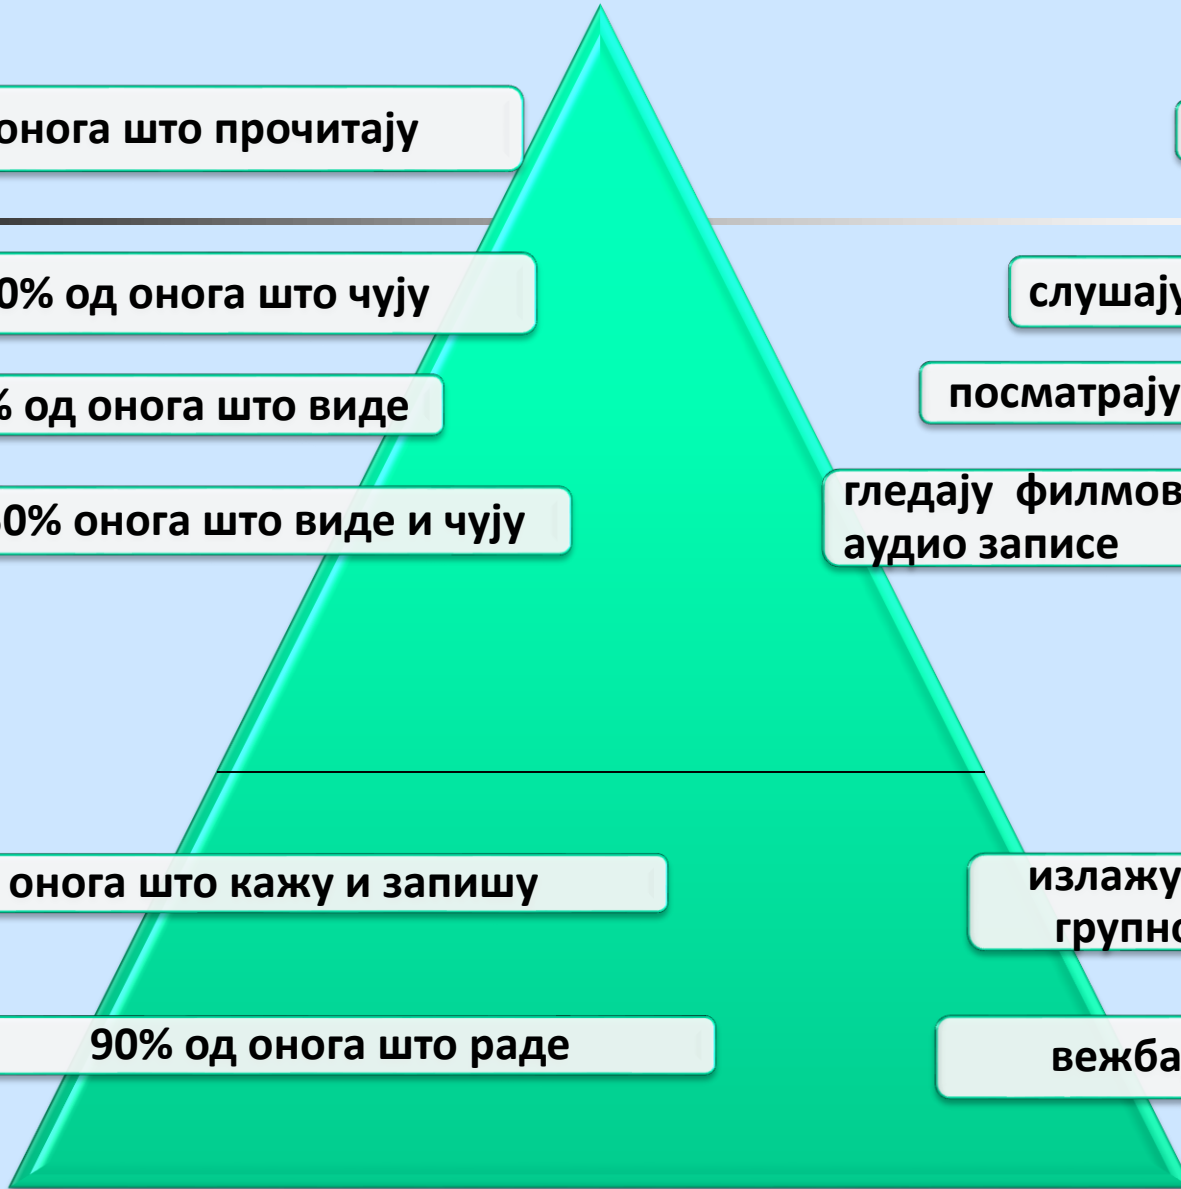 онога што прочитају
0% од онога што чују
слушају
% од онога што виде
посматрају
0% онога што виде и чују
гледају филмов
аудио записе
онога што кажу и запишу
излажу
групно
90% од онога што раде
вежба